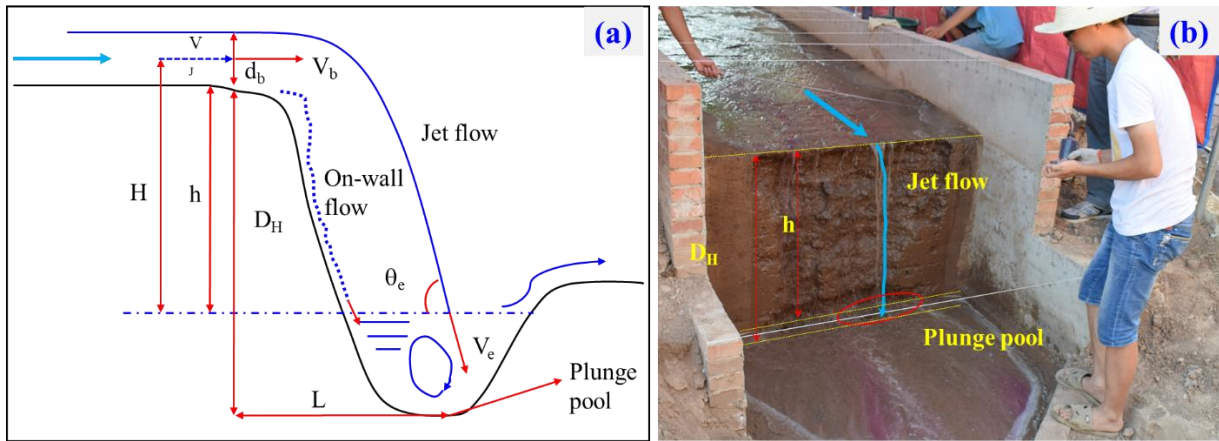 (a)
V
J
V_b
d_b
Jet flow
H
h
On-wall
flow
D_H
θ_e
V_e
L
Plunge
pool
(b)
Jet flow
h
D_H
Plunge pool